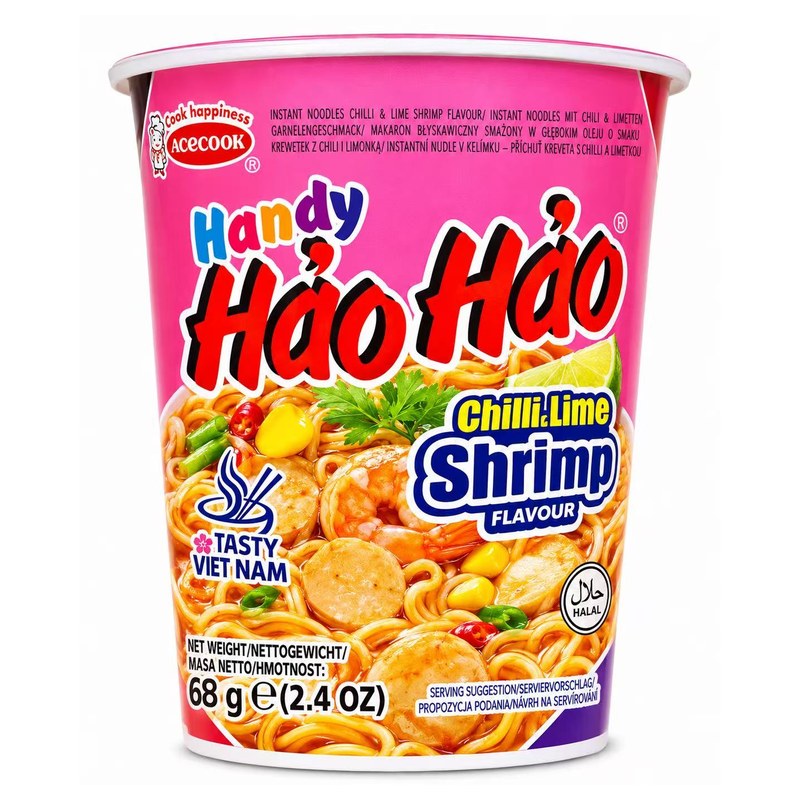 Cook happiness
ACECOOK
®
INSTANT NOODLES CHILLI & LIME SHRIMP FLAVOUR/ INSTANT NOODLES MIT CHILI & LIMETTEN
GARNELENGESCHMACK/ MAKARON BŁYSKAWICZNY SMAŻONY W GŁĘBOKIM OLEJU O SMAKU
KREWETEK Z CHILI I LIMONKĄ/ INSTANTNÍ NUDLE V KELÍMKU – PŘÍCHUŤ KREVETA S CHILLI A LIMETKOU
Handy
Hảo Hảo ®
Chilli & Lime
Shrimp
FLAVOUR
TASTY
VIET NAM
حلال
HALAL
NET WEIGHT/NETTOGEWICHT/
MASA NETTO/HMOTNOST:
68 g ℮ (2.4 OZ)
SERVING SUGGESTION/SERVIERVORSCHLAG/
PROPOZYCJA PODANIA/NÁVRH NA SERVÍROVÁNÍ